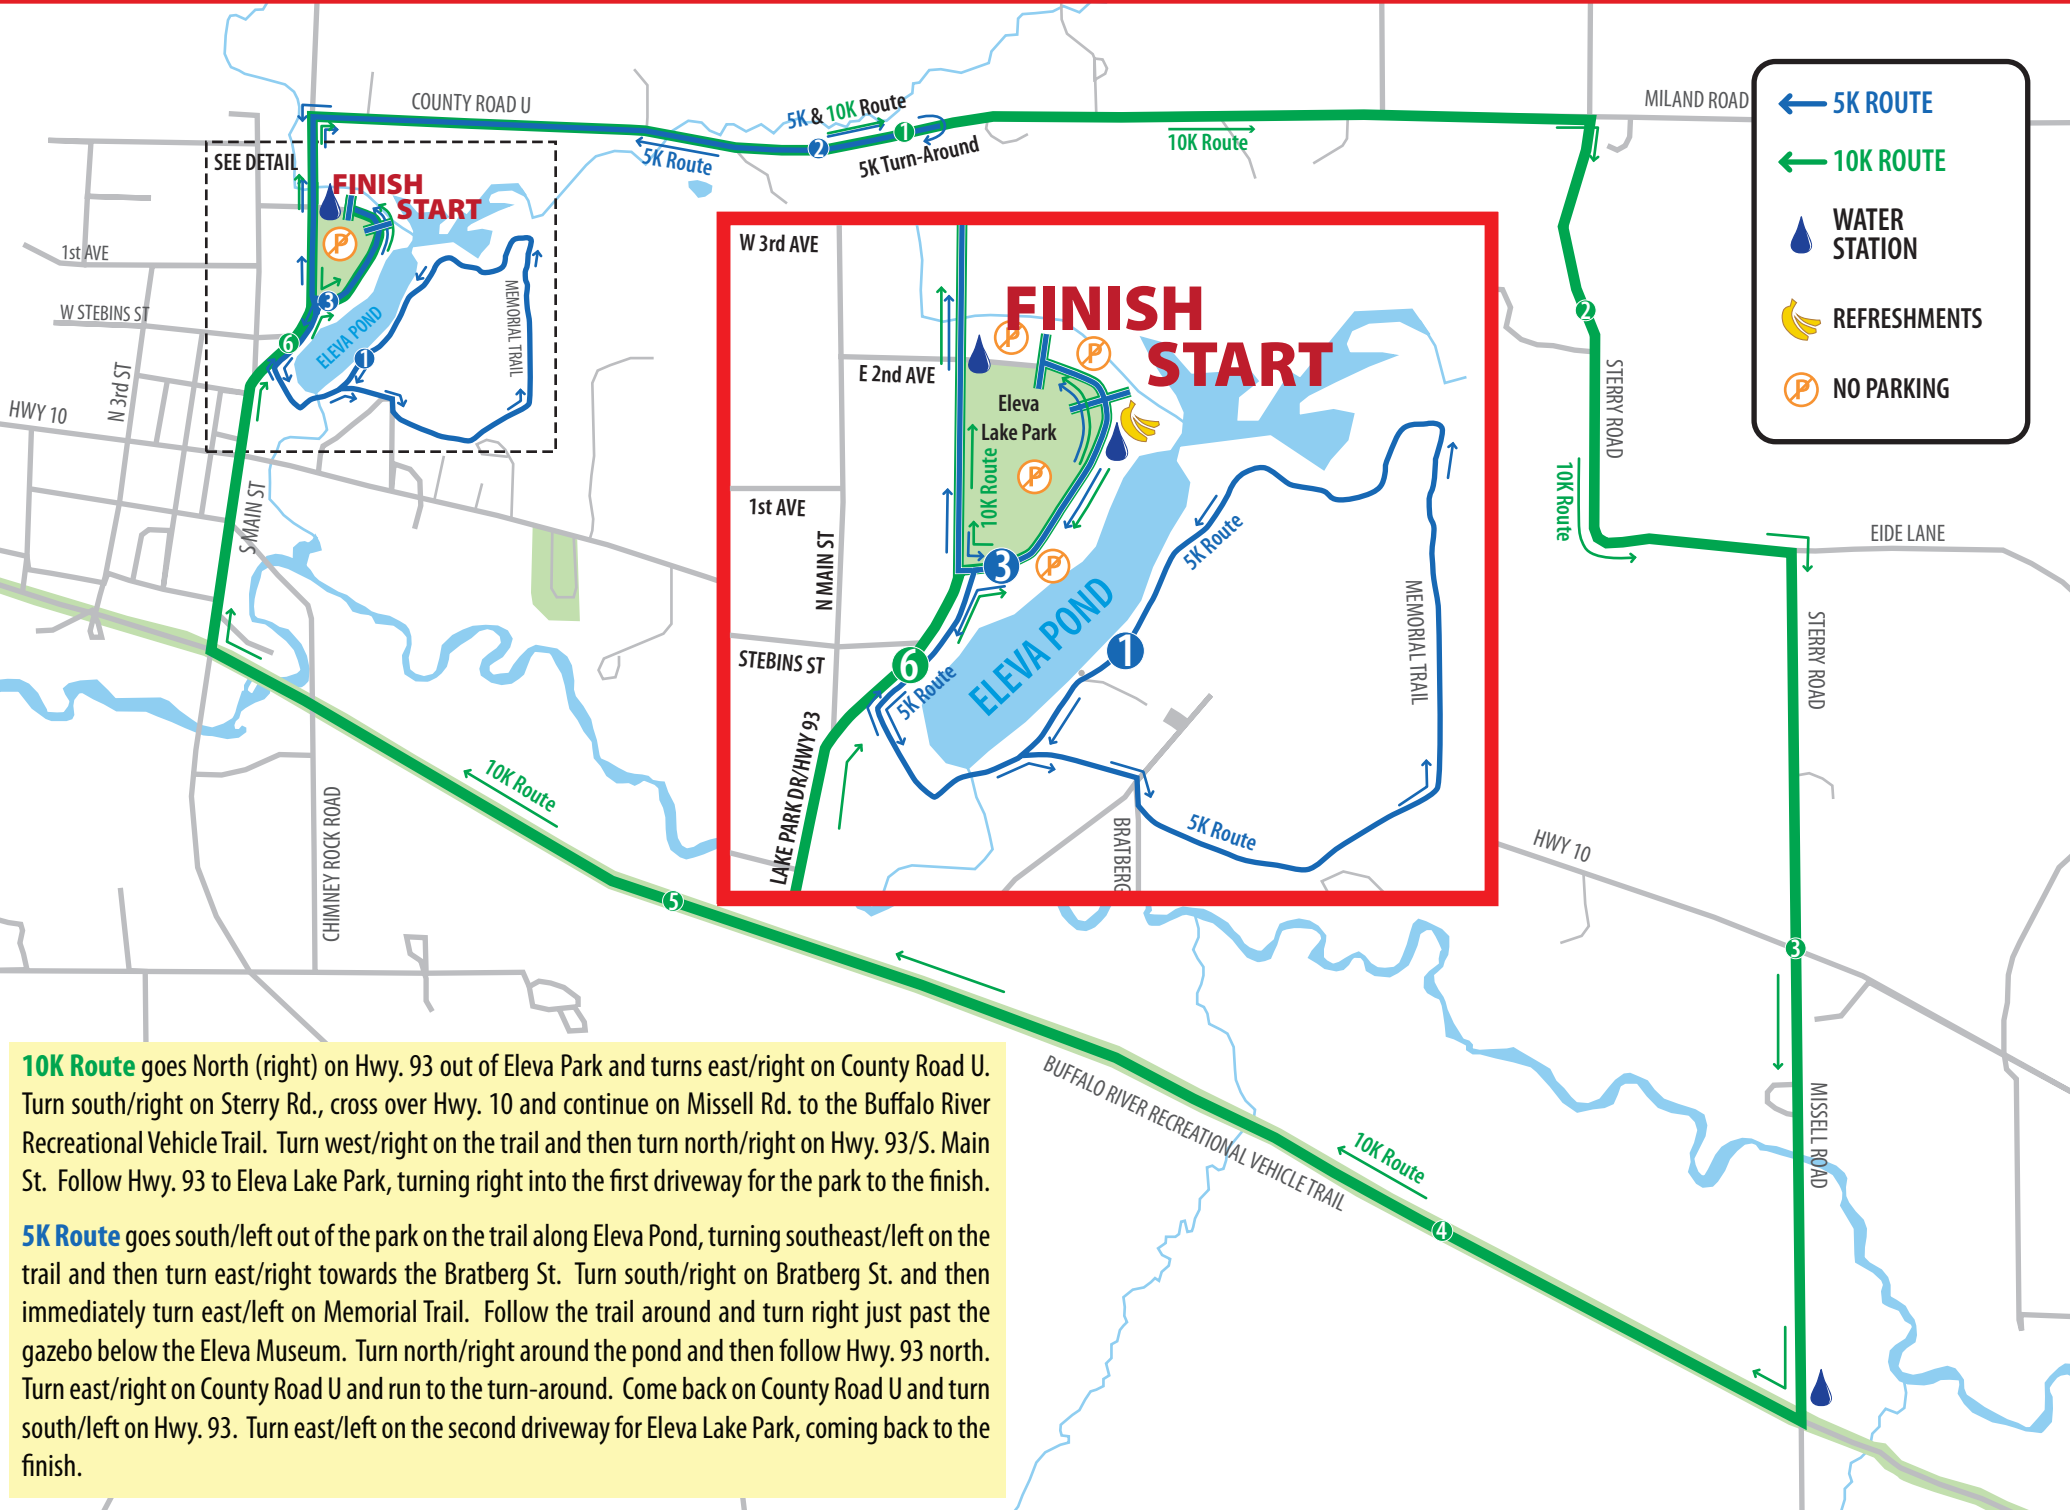 COUNTY ROAD U
5K & 10K Route
1
2
5K Route
5K Turn-Around
10K Route
MILAND ROAD
5K ROUTE
10K ROUTE
WATER
STATION
REFRESHMENTS
P
NO PARKING
SEE DETAIL
FINISH
START
P
3
6
1
ELEVA POND
MEMORIAL TRAIL
1st AVE
W STEBINS ST
N 3rd ST
HWY 10
S MAIN ST
W 3rd AVE
FINISH
START
P
P
E 2nd AVE
Eleva
Lake Park
10K Route
P
1st AVE
N MAIN ST
3
P
5K Route
ELEVA POND
1
STEBINS ST
6
5K Route
MEMORIAL TRAIL
LAKE PARK DR/HWY 93
BRATBERG
5K Route
2
STERRY ROAD
10K Route
EIDE LANE
STERRY ROAD
HWY 10
3
MISSELL ROAD
10K Route
CHIMNEY ROCK ROAD
5
BUFFALO RIVER RECREATIONAL VEHICLE TRAIL
10K Route
4
10K Route goes North (right) on Hwy. 93 out of Eleva Park and turns east/right on County Road U.
Turn south/right on Sterry Rd., cross over Hwy. 10 and continue on Missell Rd. to the Buffalo River
Recreational Vehicle Trail. Turn west/right on the trail and then turn north/right on Hwy. 93/S. Main
St. Follow Hwy. 93 to Eleva Lake Park, turning right into the first driveway for the park to the finish.
5K Route goes south/left out of the park on the trail along Eleva Pond, turning southeast/left on the
trail and then turn east/right towards the Bratberg St. Turn south/right on Bratberg St. and then
immediately turn east/left on Memorial Trail. Follow the trail around and turn right just past the
gazebo below the Eleva Museum. Turn north/right around the pond and then follow Hwy. 93 north.
Turn east/right on County Road U and run to the turn-around. Come back on County Road U and turn
south/left on Hwy. 93. Turn east/left on the second driveway for Eleva Lake Park, coming back to the
finish.